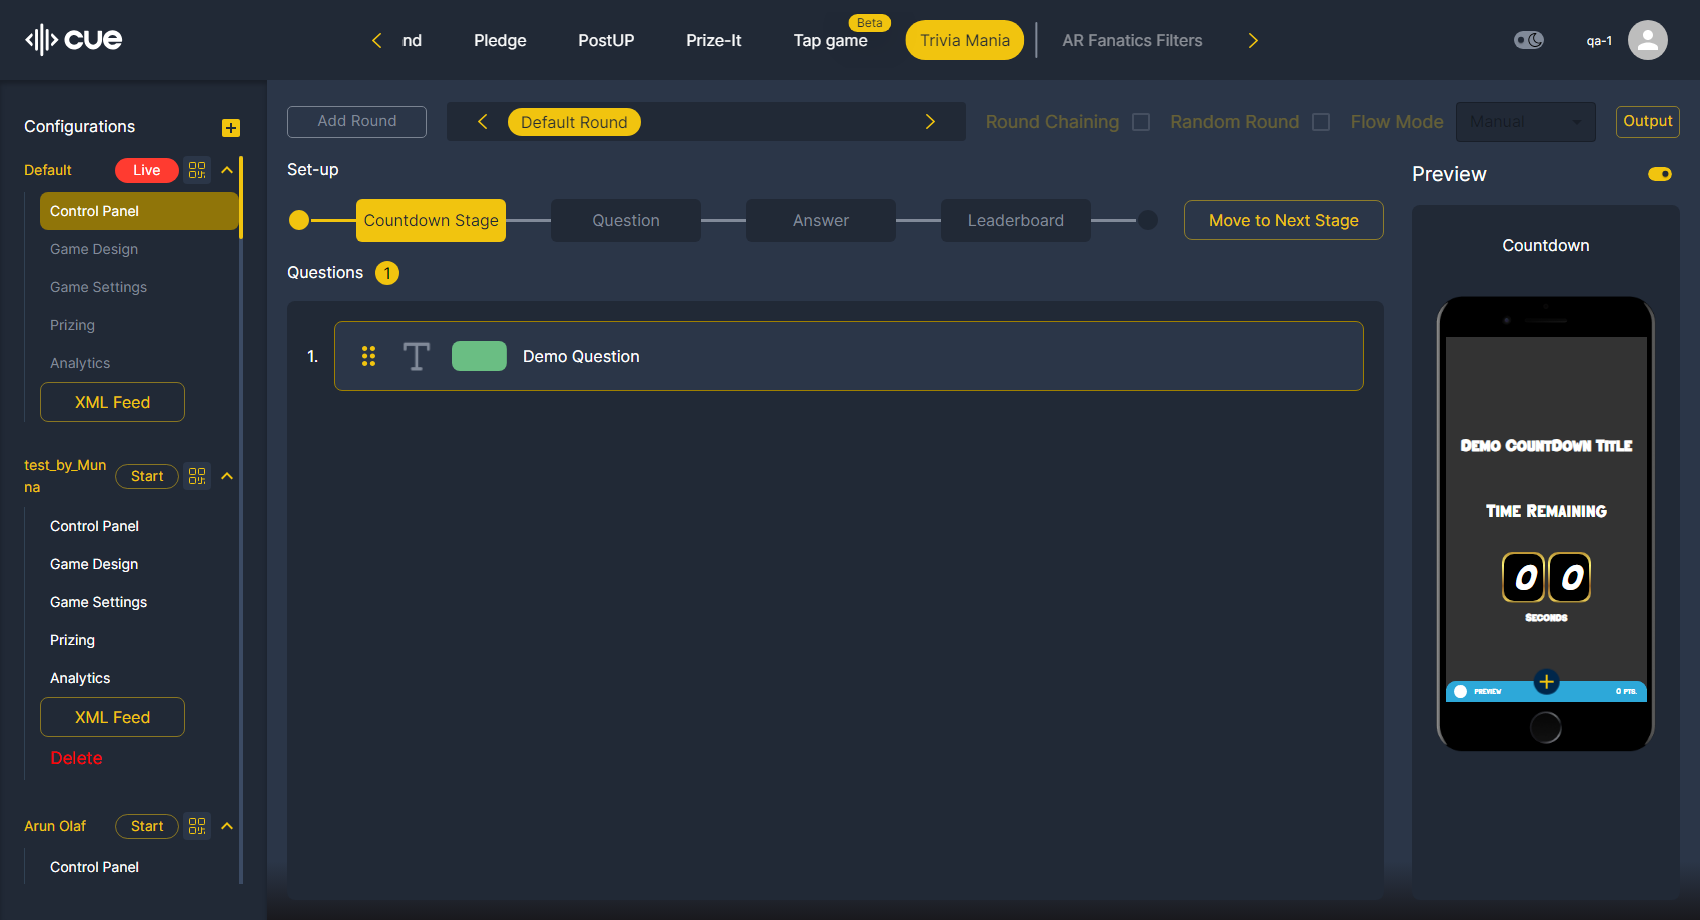 cue
nd
Pledge
PostUP
Prize-It
Tap game
Beta
Trivia Mania
AR Fanatics Filters
qa-1
Configurations
Default
Live
Control Panel
Game Design
Game Settings
Prizing
Analytics
XML Feed
test_by_Mun
na
Start
Control Panel
Game Design
Game Settings
Prizing
Analytics
XML Feed
Delete
Arun Olaf
Start
Control Panel
Add Round
Default Round
Round Chaining
Random Round
Flow Mode
Manual
Output
Set-up
Countdown Stage
Question
Answer
Leaderboard
Move to Next Stage
Questions
1
1.
T
Demo Question
Preview
Countdown
Demo CountDown Title
Time Remaining
0 0
Seconds
PREVIEW
0 PTS.